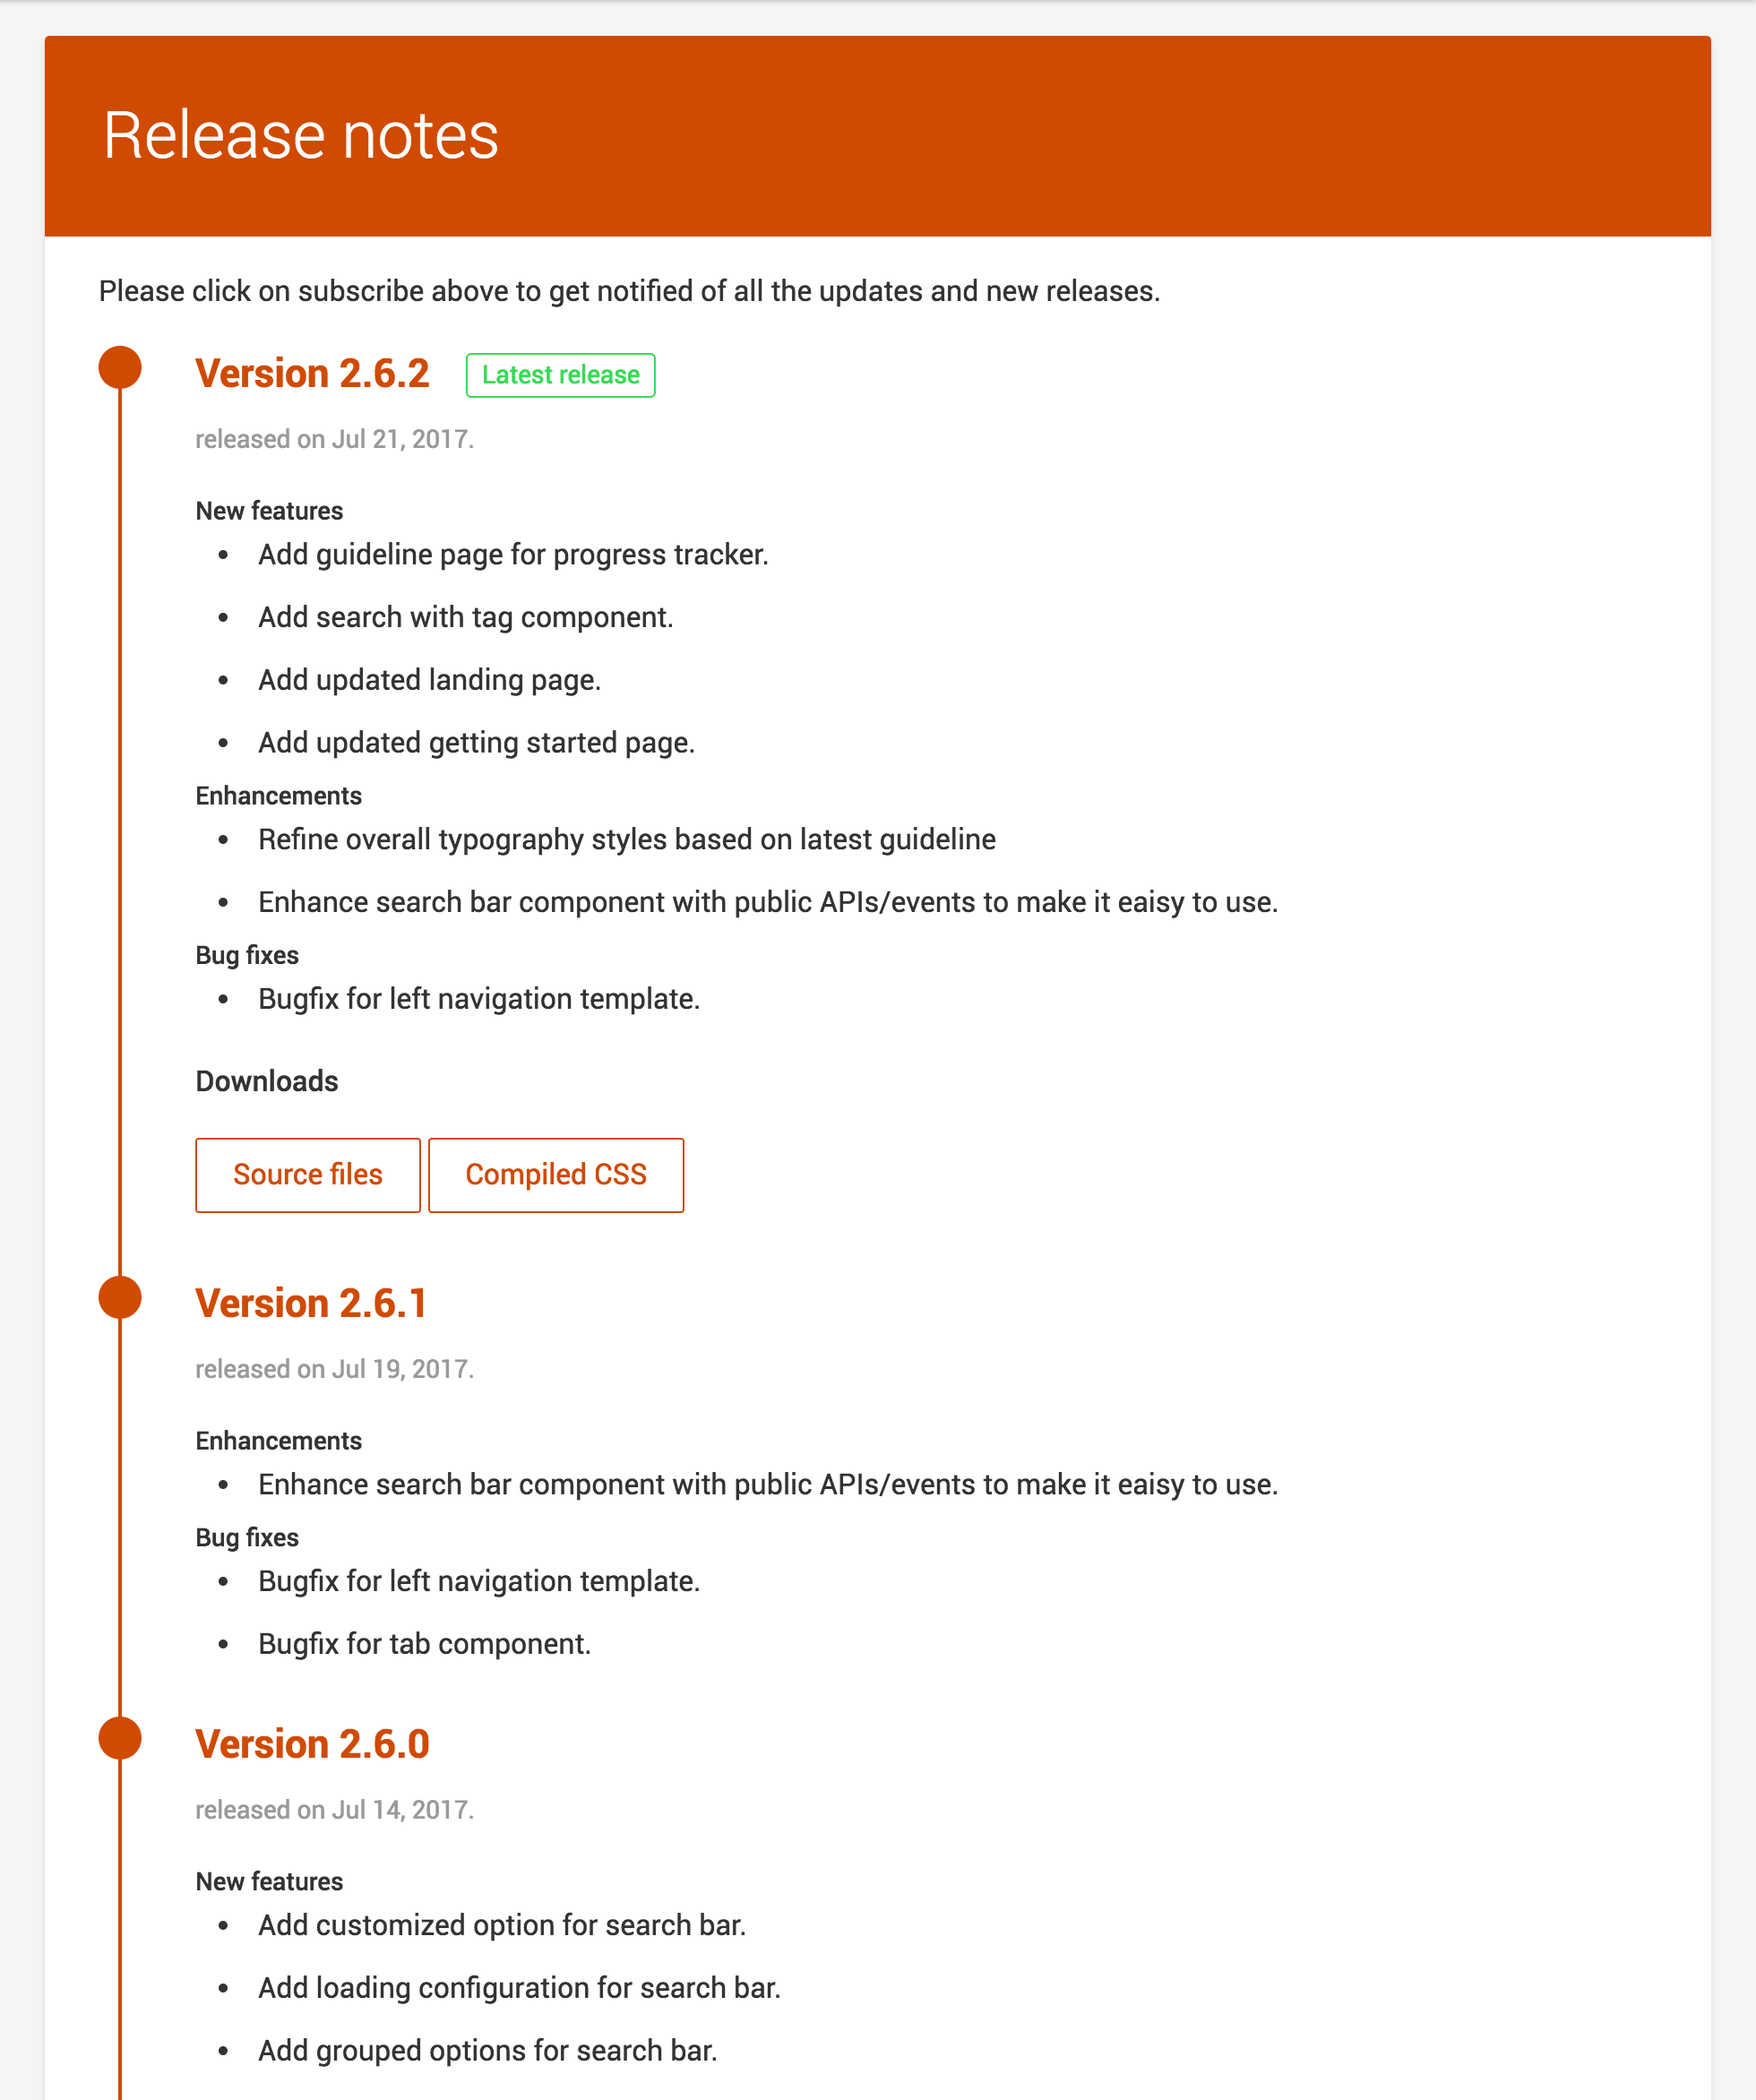 Release notes
Please click on subscribe above to get notified of all the updates and new releases.
Version 2.6.2 Latest release
released on Jul 21, 2017.
New features
• Add guideline page for progress tracker.
• Add search with tag component.
• Add updated landing page.
• Add updated getting started page.
Enhancements
• Refine overall typography styles based on latest guideline
• Enhance search bar component with public APIs/events to make it eaisy to use.
Bug fixes
• Bugfix for left navigation template.
Downloads
Source files Compiled CSS
Version 2.6.1
released on Jul 19, 2017.
Enhancements
• Enhance search bar component with public APIs/events to make it eaisy to use.
Bug fixes
• Bugfix for left navigation template.
• Bugfix for tab component.
Version 2.6.0
released on Jul 14, 2017.
New features
• Add customized option for search bar.
• Add loading configuration for search bar.
• Add grouped options for search bar.